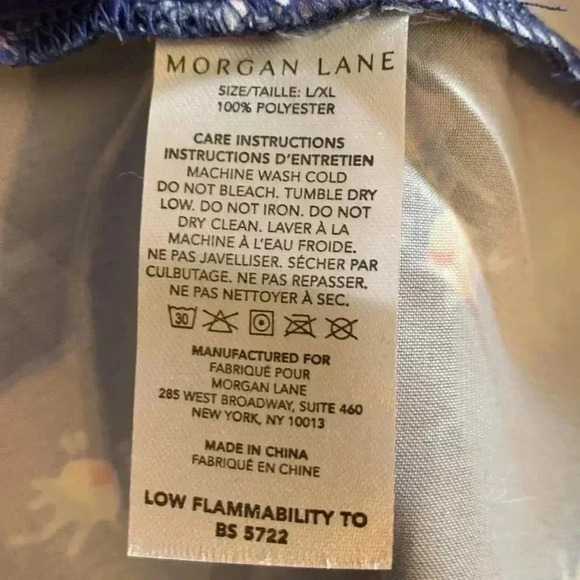 MORGAN LANE
SIZE/TAILLE: L/XL
100% POLYESTER
CARE INSTRUCTIONS
INSTRUCTIONS D'ENTRETIEN
MACHINE WASH COLD
DO NOT BLEACH. TUMBLE DRY
LOW. DO NOT IRON. DO NOT
DRY CLEAN. LAVER À LA
MACHINE À L'EAU FROIDE.
NE PAS JAVELLISER. SÉCHER PAR
CULBUTAGE. NE PAS REPASSER.
NE PAS NETTOYER À SEC.
30
MANUFACTURED FOR
FABRIQUÉ POUR
MORGAN LANE
285 WEST BROADWAY, SUITE 460
NEW YORK, NY 10013
MADE IN CHINA
FABRIQUÉ EN CHINE
LOW FLAMMABILITY TO
BS 5722